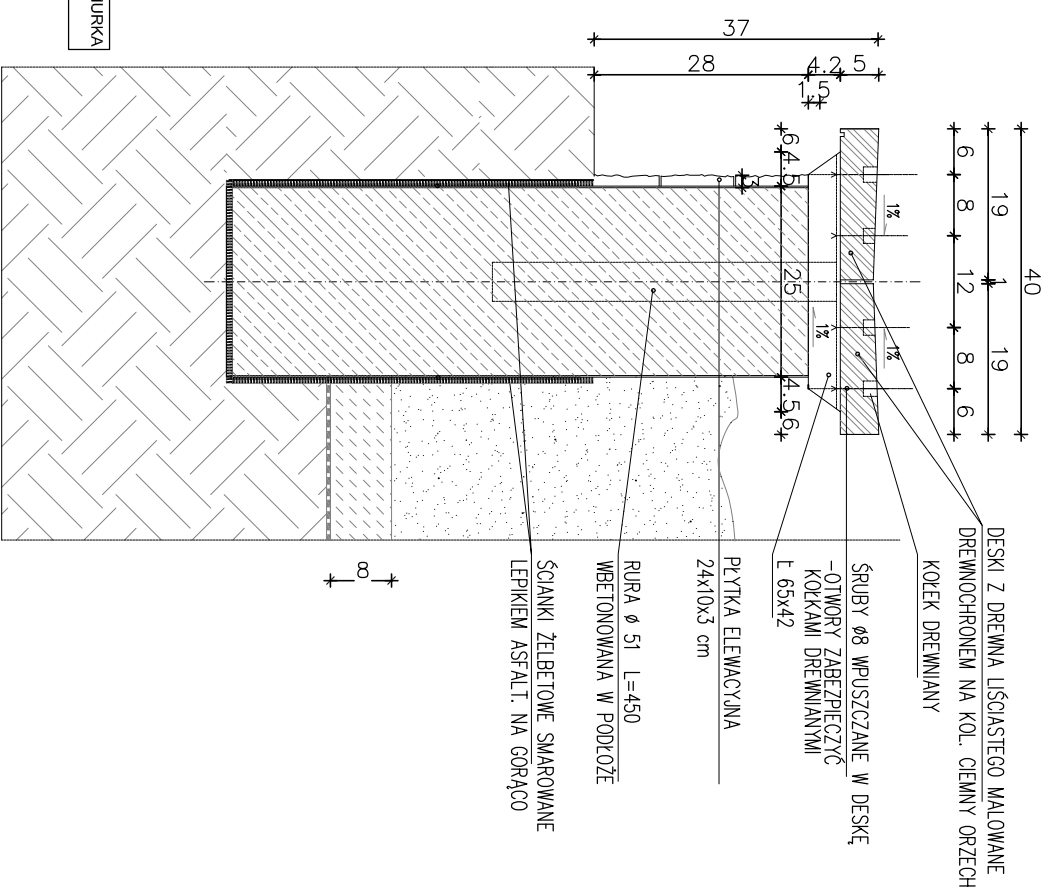 HURKA
37
28
4.2
5
1.5
6
4.5
3
25
4.5
6
1%
1%
1%
6
8
12
8
6
19
1
19
40
8
DESKI Z DREWNA LIŚCIASTEGO MALOWANE
DREWNOCHRONEM NA KOL. CIEMNY ORZECH
KOŁEK DREWNIANY
ŚRUBY ø8 WPUSZCZANE W DESKĘ
-OTWORY ZABEZPIECZYĆ
KOŁKAMI DREWNIANYMI
Ł 65x42
PŁYTKA ELEWACYJNA
24x10x3 cm
RURA ø 51 L=450
WBETONOWANA W PODŁOŻE
ŚCIANKI ŻELBETOWE SMAROWANE
LEPIKIEM ASFALT. NA GORĄCO